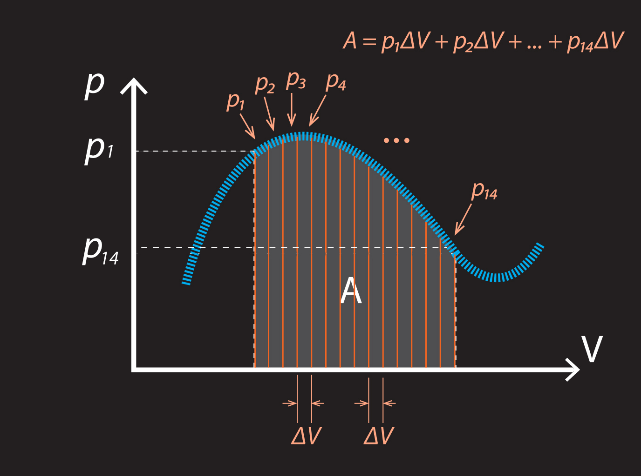 A = p₁ΔV + p₂ΔV + ... + p₁₄ΔV
p
p₁ p₂ p₃ p₄ ...
p₁
p₁₄
p₁₄
A
V
ΔV ΔV